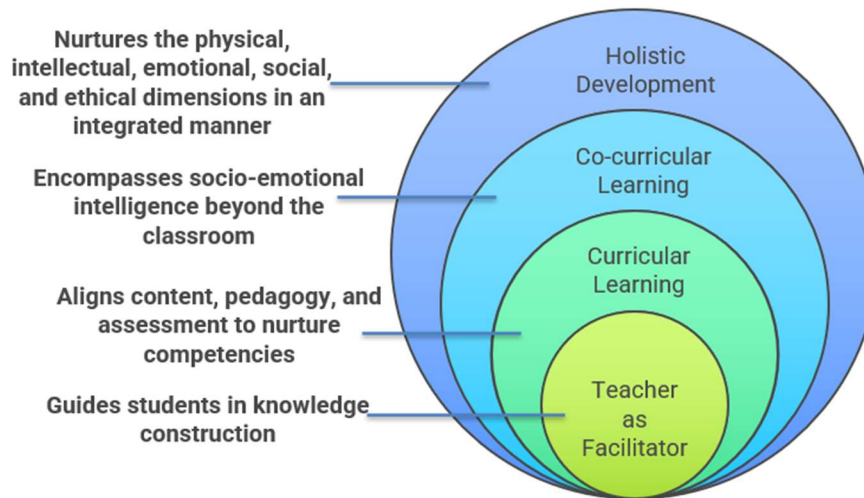 Nurtures the physical,
intellectual, emotional, social,
and ethical dimensions in an
integrated manner
Holistic
Development
Encompasses socio-emotional
intelligence beyond the
classroom
Co-curricular
Learning
Aligns content, pedagogy, and
assessment to nurture
competencies
Curricular
Learning
Guides students in knowledge
construction
Teacher
as
Facilitator